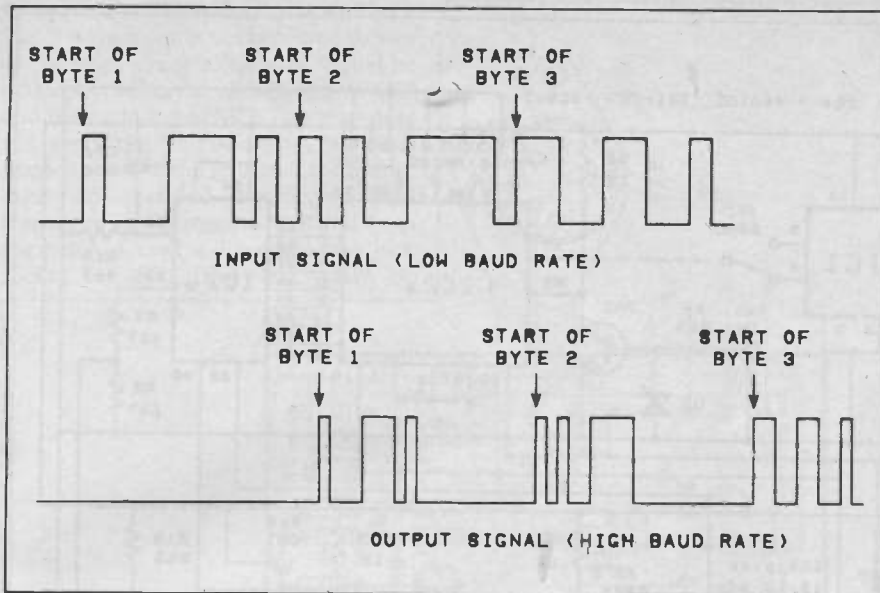 START OF
BYTE 1
START OF
BYTE 2
START OF
BYTE 3
INPUT SIGNAL (LOW BAUD RATE)
START OF
BYTE 1
START OF
BYTE 2
START OF
BYTE 3
OUTPUT SIGNAL (HIGH BAUD RATE)